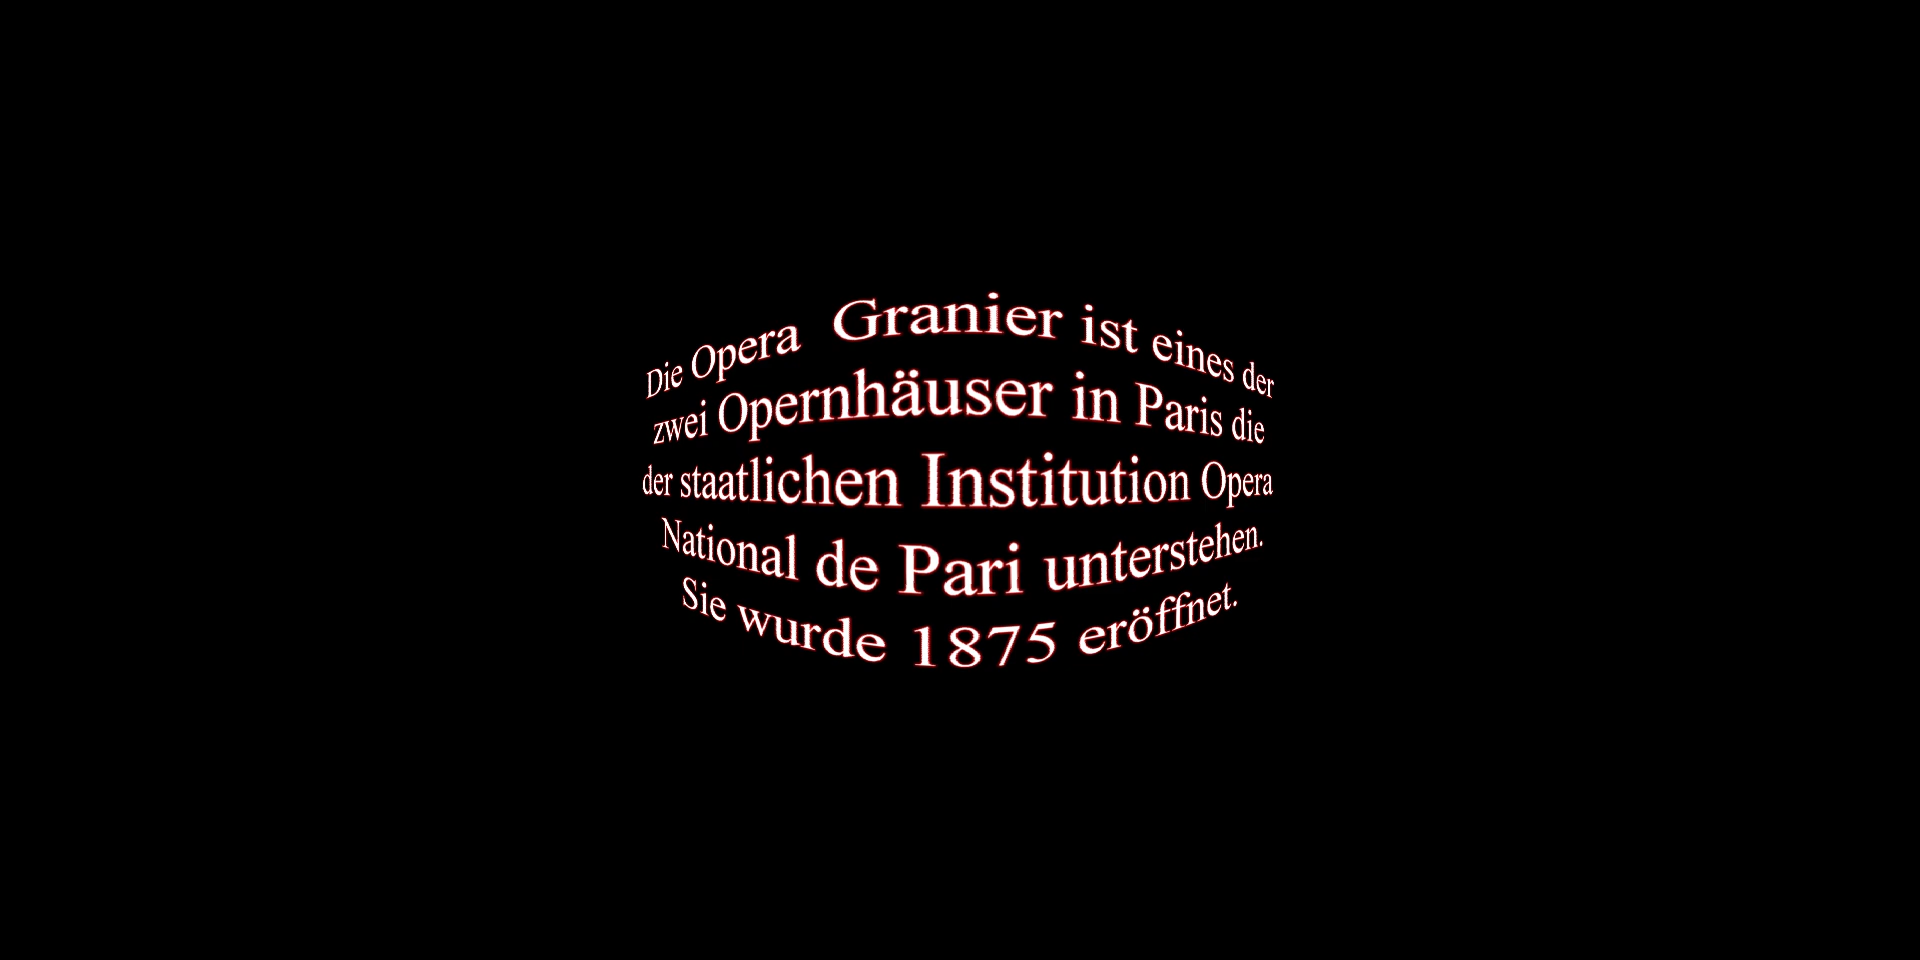 Die Opera Granier ist eines der
zwei Opernhäuser in Paris die
der staatlichen Institution Opera
National de Pari unterstehen.
Sie wurde 1875 eröffnet.